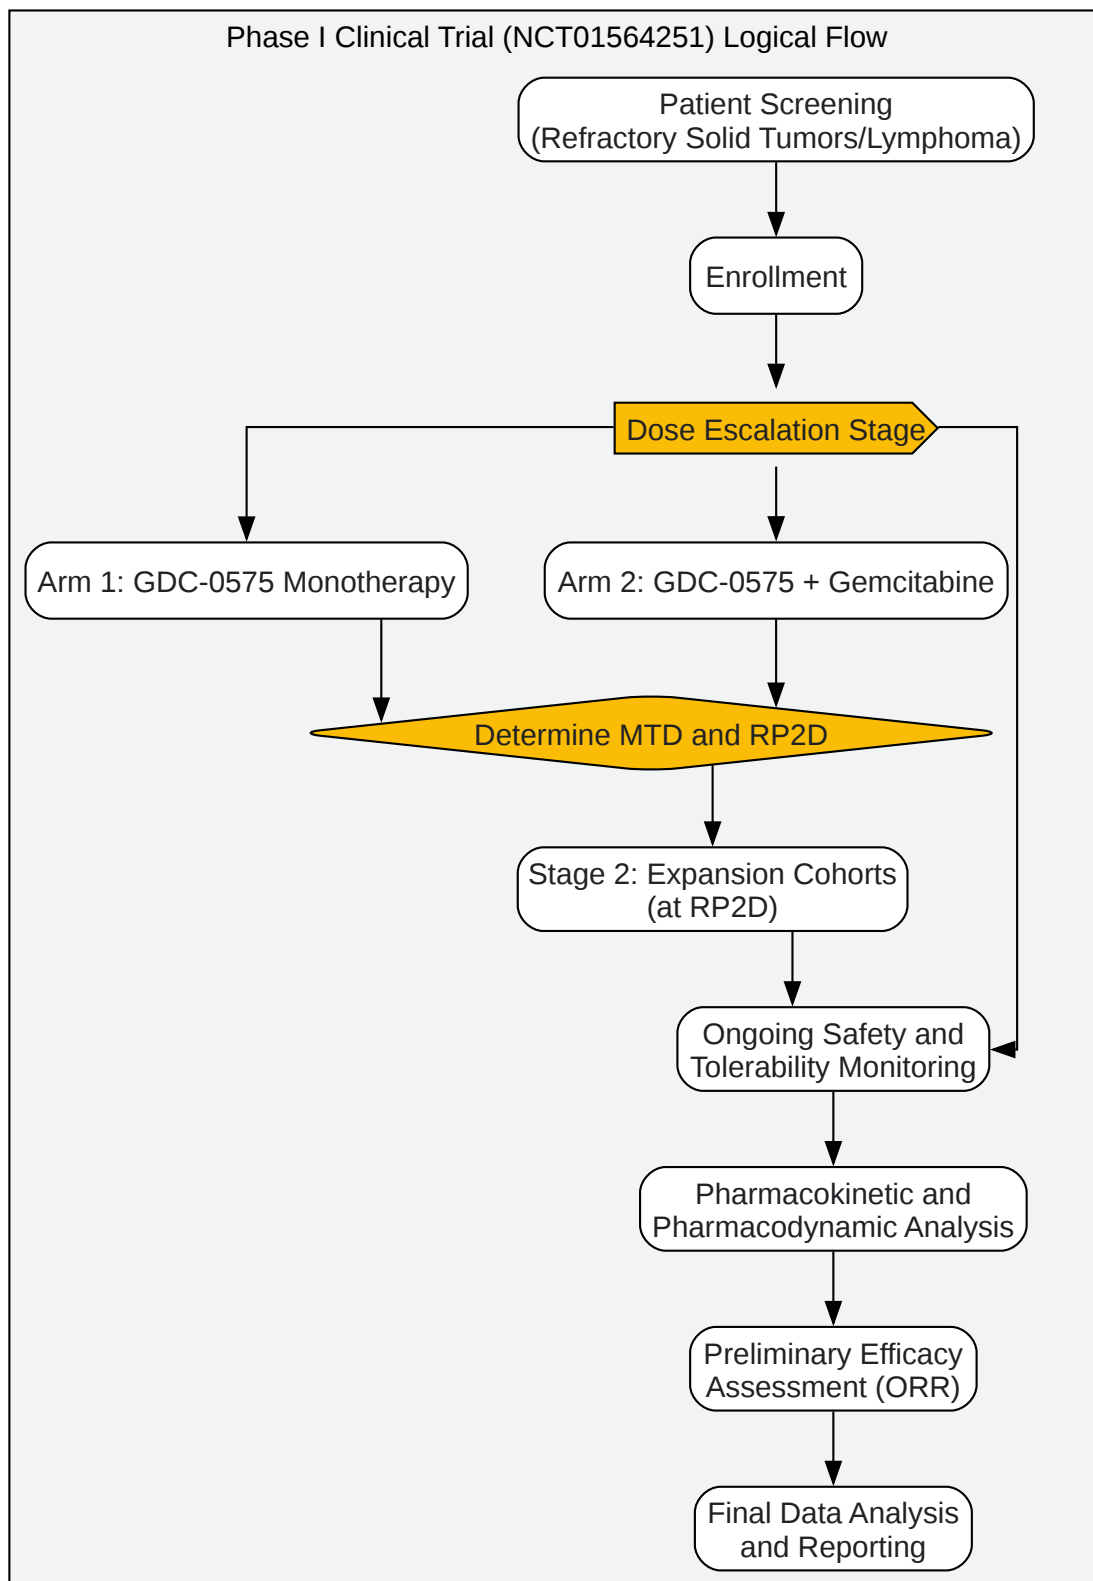 Phase I Clinical Trial (NCT01564251) Logical Flow
Patient Screening
(Refractory Solid Tumors/Lymphoma)
Enrollment
Dose Escalation Stage
Arm 1: GDC-0575 Monotherapy
Arm 2: GDC-0575 + Gemcitabine
Determine MTD and RP2D
Stage 2: Expansion Cohorts
(at RP2D)
Ongoing Safety and
Tolerability Monitoring
Pharmacokinetic and
Pharmacodynamic Analysis
Preliminary Efficacy
Assessment (ORR)
Final Data Analysis
and Reporting